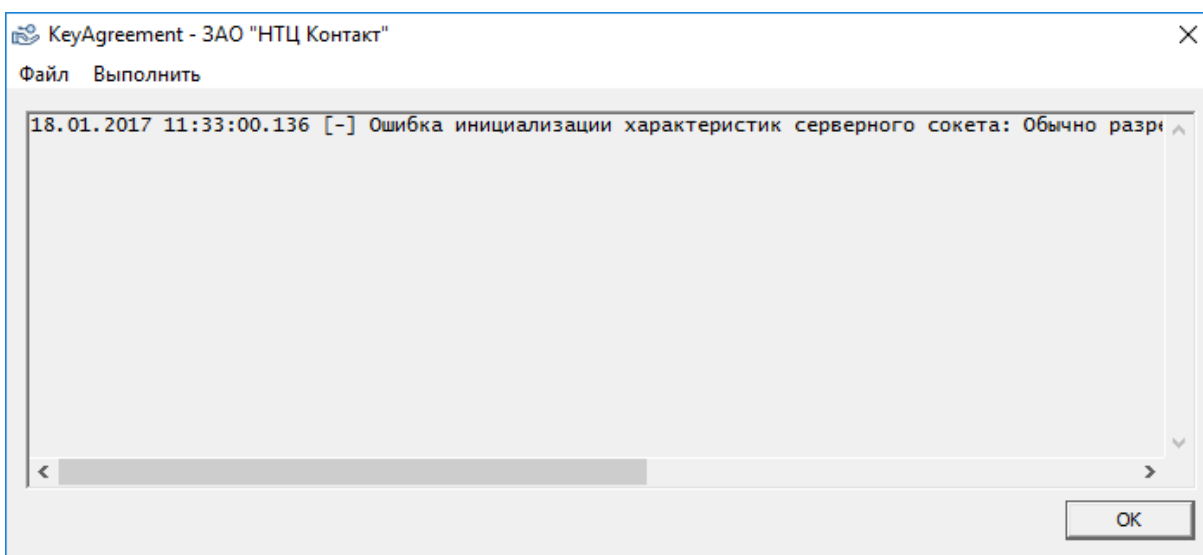 KeyAgreement - ЗАО "НТЦ Контакт"
Файл Выполнить
18.01.2017 11:33:00.136 [-] Ошибка инициализации характеристик серверного сокета: Обычно
OK